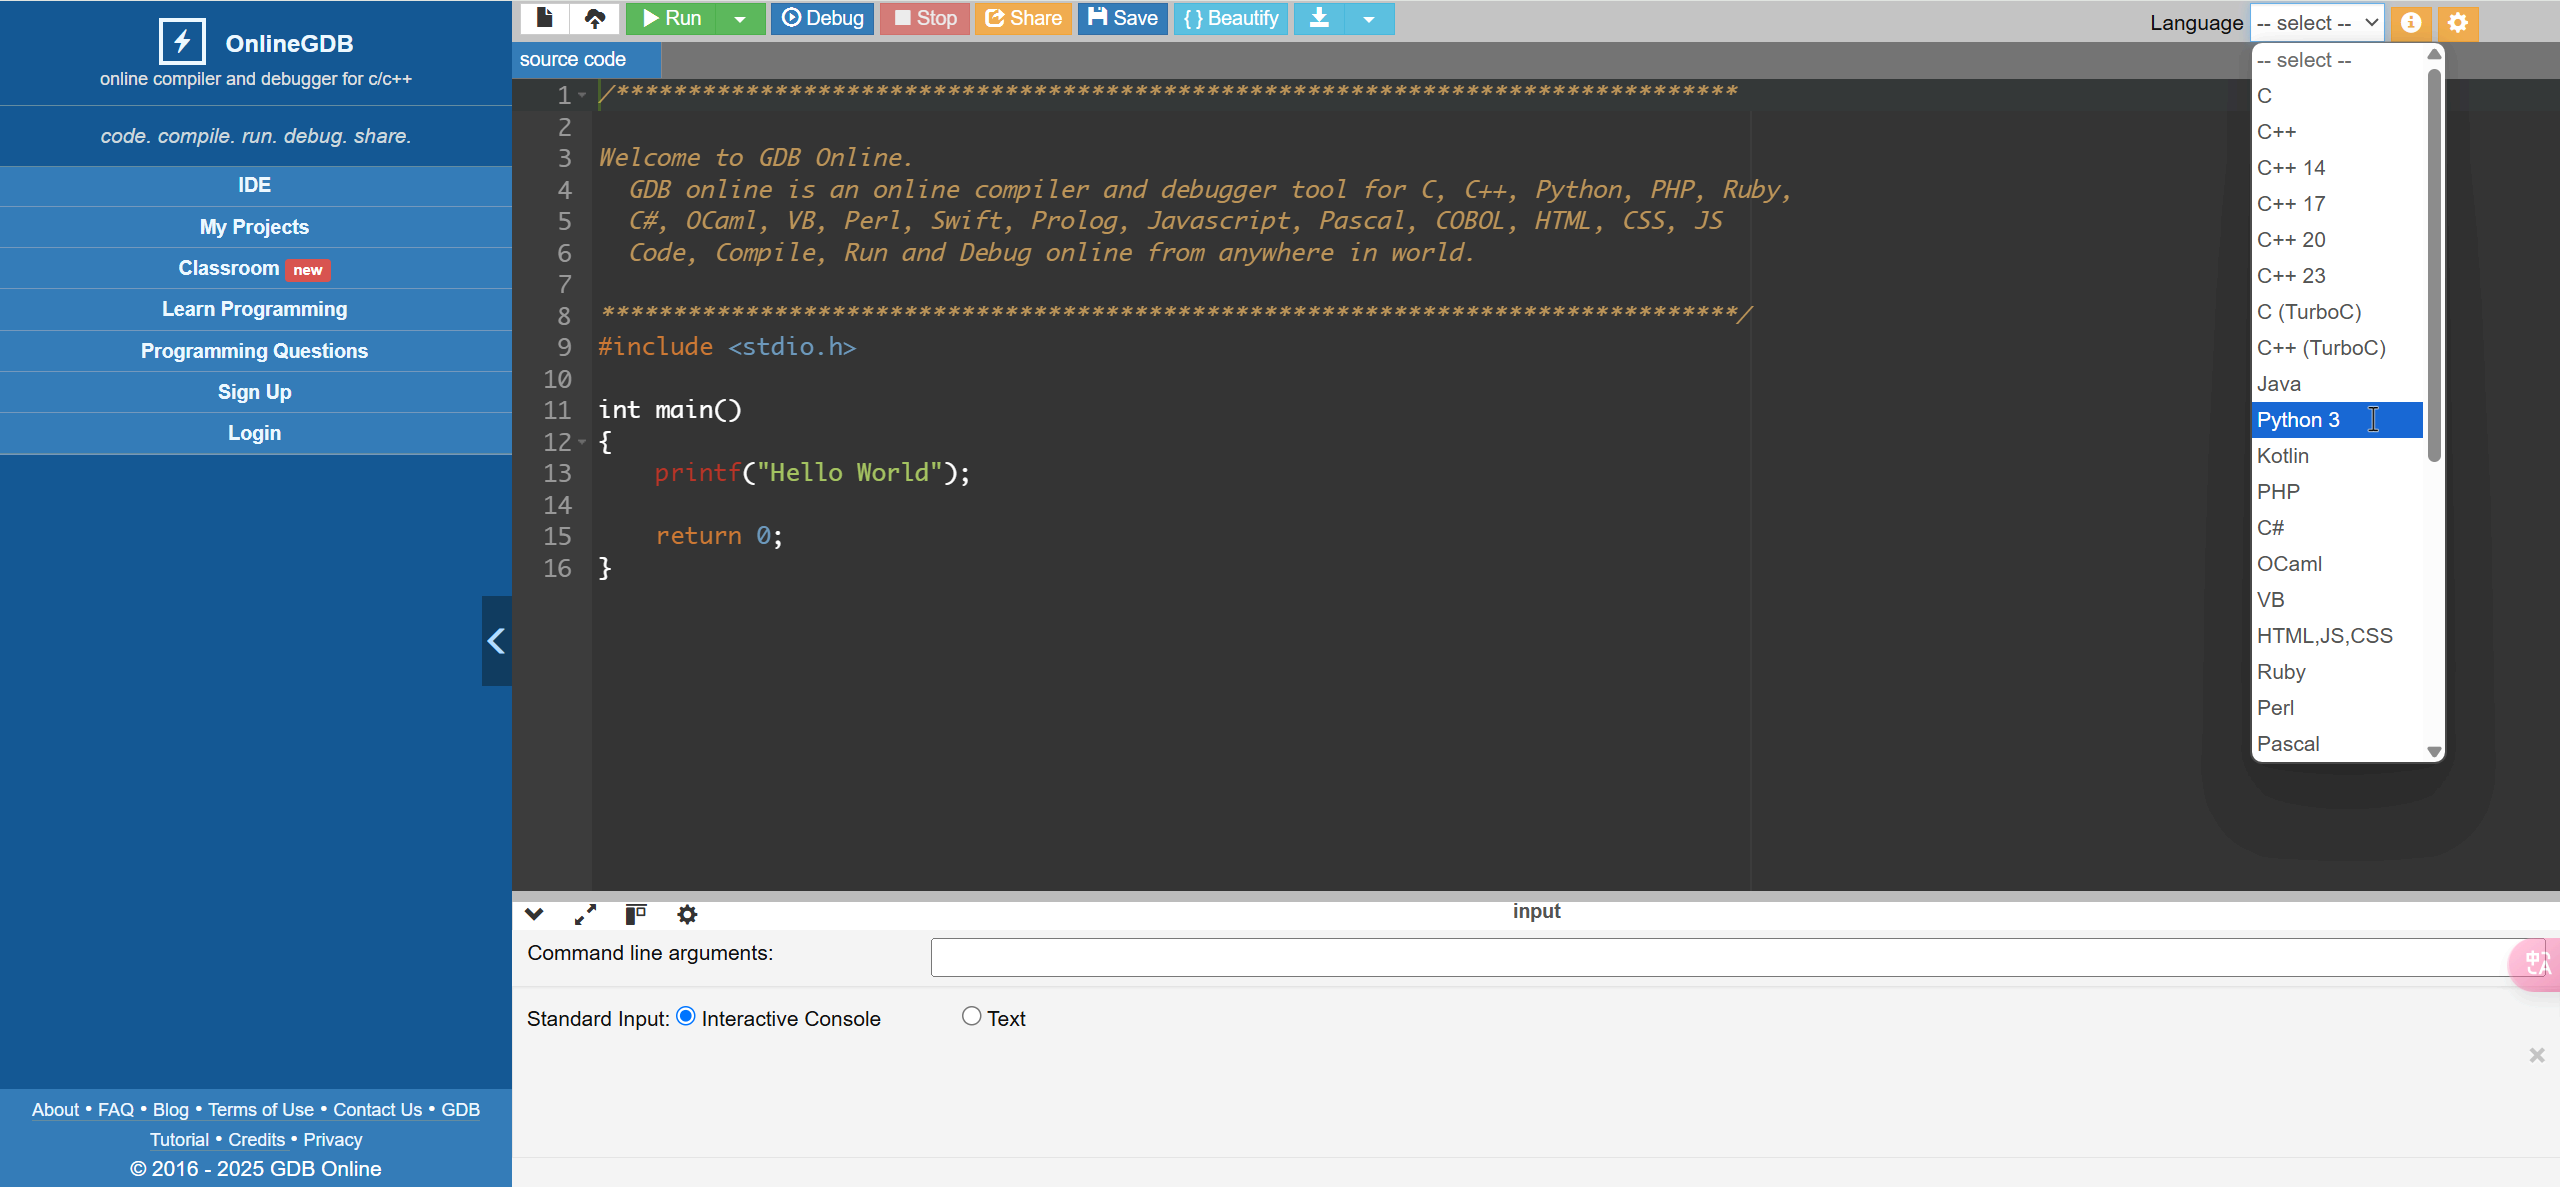 OnlineGDB
online compiler and debugger for c/c++
code. compile. run. debug. share.
IDE
My Projects
Classroom new
Learn Programming
Programming Questions
Sign Up
Login
About • FAQ • Blog • Terms of Use • Contact Us • GDB
Tutorial • Credits • Privacy
© 2016 - 2025 GDB Online
Run Debug Stop Share Save { } Beautify
Language -- select --
source code
1 /******************************************************************************
2
3 Welcome to GDB Online.
4 GDB online is an online compiler and debugger tool for C, C++, Python, PHP, Ruby,
5 C#, OCaml, VB, Perl, Swift, Prolog, Javascript, Pascal, COBOL, HTML, CSS, JS
6 Code, Compile, Run and Debug online from anywhere in world.
7
8 *******************************************************************************/
9 #include <stdio.h>
10
11 int main()
12 {
13 printf("Hello World");
14
15 return 0;
16 }
-- select --
C
C++
C++ 14
C++ 17
C++ 20
C++ 23
C (TurboC)
C++ (TurboC)
Java
Python 3
Kotlin
PHP
C#
OCaml
VB
HTML,JS,CSS
Ruby
Perl
Pascal
input
Command line arguments:
中A
Standard Input: Interactive Console Text